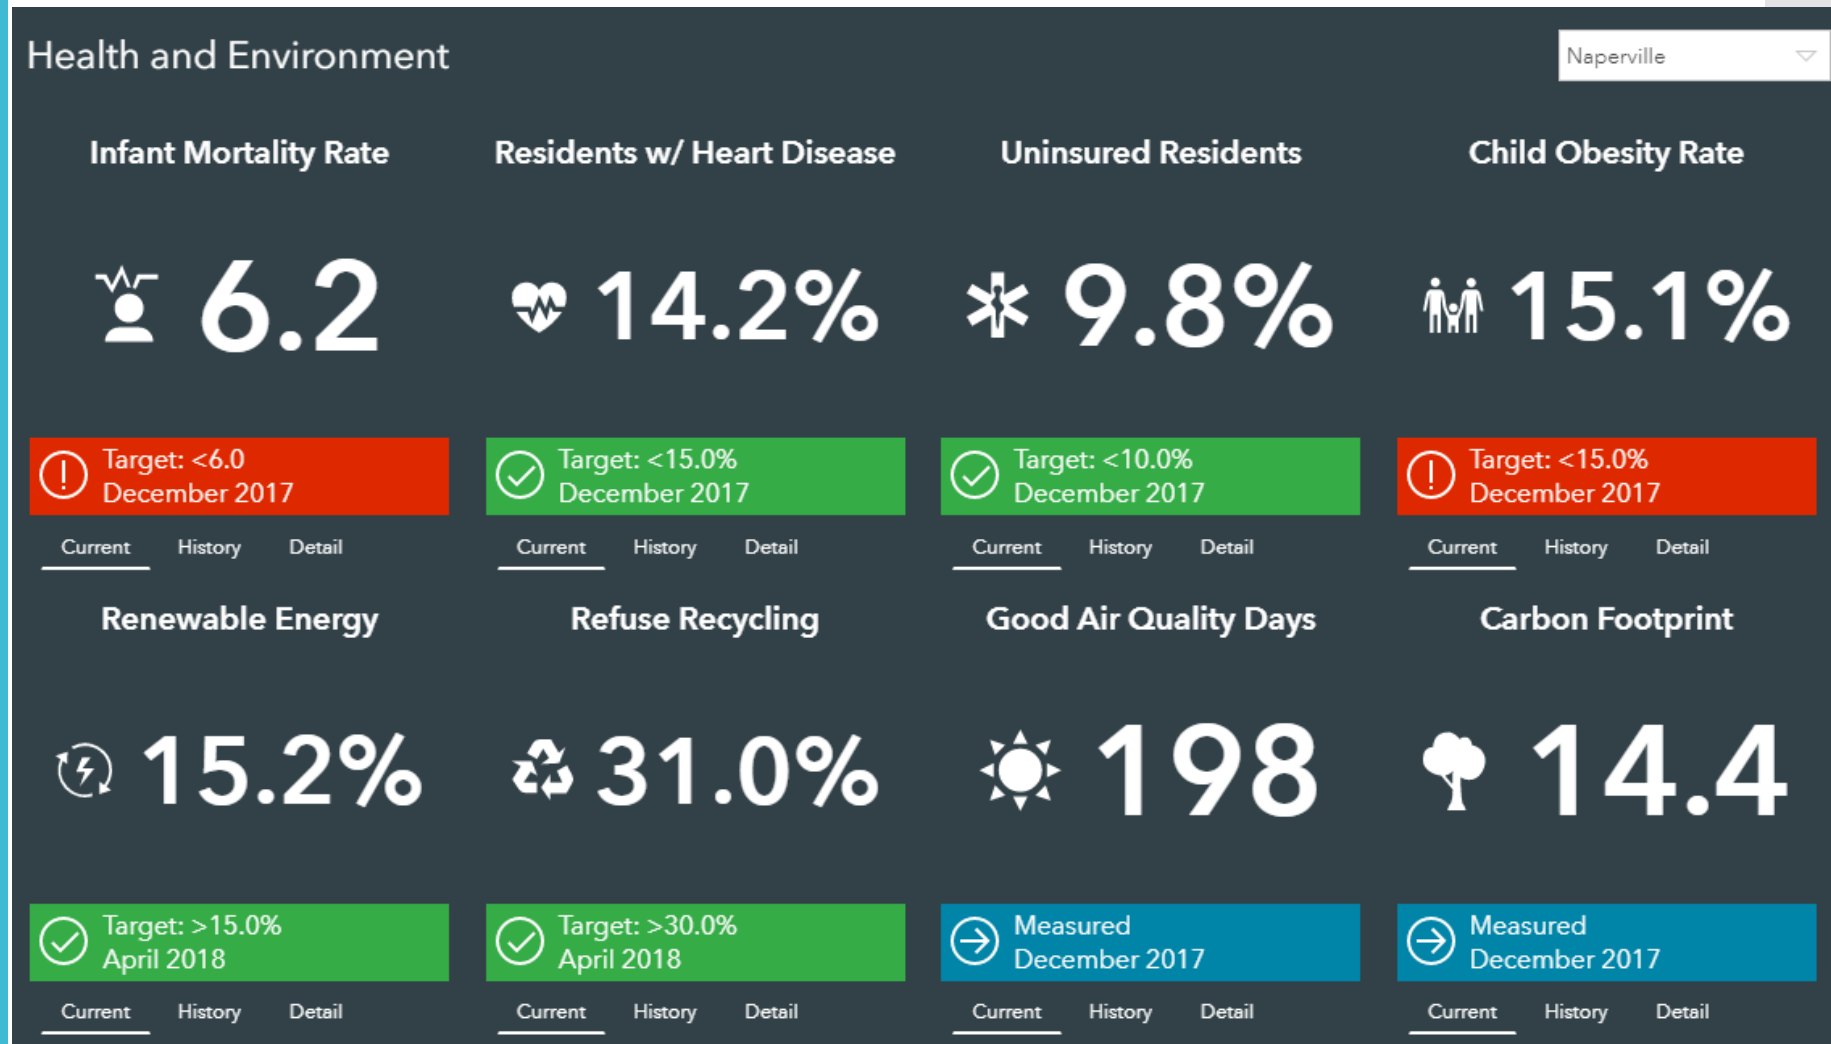 Health and Environment
Naperville
Infant Mortality Rate
6.2
Target: <6.0
December 2017
Current History Detail
Residents w/ Heart Disease
14.2%
Target: <15.0%
December 2017
Current History Detail
Uninsured Residents
9.8%
Target: <10.0%
December 2017
Current History Detail
Child Obesity Rate
15.1%
Target: <15.0%
December 2017
Current History Detail
Renewable Energy
15.2%
Target: >15.0%
April 2018
Current History Detail
Refuse Recycling
31.0%
Target: >30.0%
April 2018
Current History Detail
Good Air Quality Days
198
Measured
December 2017
Current History Detail
Carbon Footprint
14.4
Measured
December 2017
Current History Detail